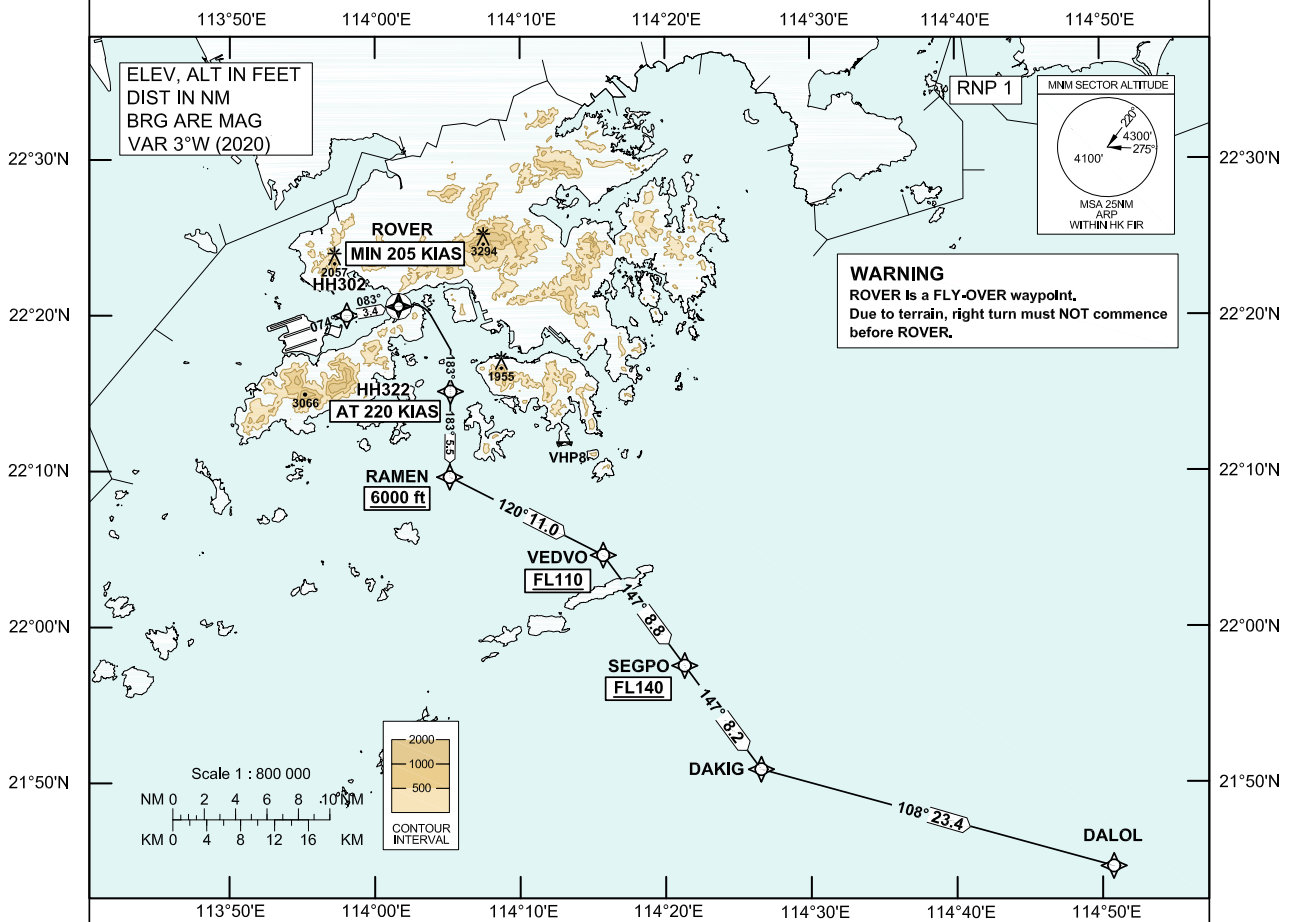 113°50'E
114°00'E
114°10'E
114°20'E
114°30'E
114°40'E
114°50'E
ELEV, ALT IN FEET
DIST IN NM
BRG ARE MAG
VAR 3°W (2020)
RNP 1
MNM SECTOR ALTITUDE
220°
4300'
275°
4100'
MSA 25NM
ARP
WITHIN HK FIR
22°30'N
22°30'N
ROVER
MIN 205 KIAS
3294
2057
HH302
WARNING
ROVER is a FLY-OVER waypoint.
Due to terrain, right turn must NOT commence
before ROVER.
22°20'N
22°20'N
074°
083°
3.4
183°
1955
3066
HH322
AT 220 KIAS
183° 5.5
VHP8
22°10'N
22°10'N
RAMEN
6000 ft
120° 11.0
VEDVO
FL110
147° 8.8
22°00'N
22°00'N
SEGPO
FL140
147° 8.2
DAKIG
21°50'N
21°50'N
108° 23.4
DALOL
2000
1000
500
CONTOUR
INTERVAL
Scale 1 : 800 000
NM 0 2 4 6 8 10 NM
KM 0 4 8 12 16 KM
113°50'E
114°00'E
114°10'E
114°20'E
114°30'E
114°40'E
114°50'E